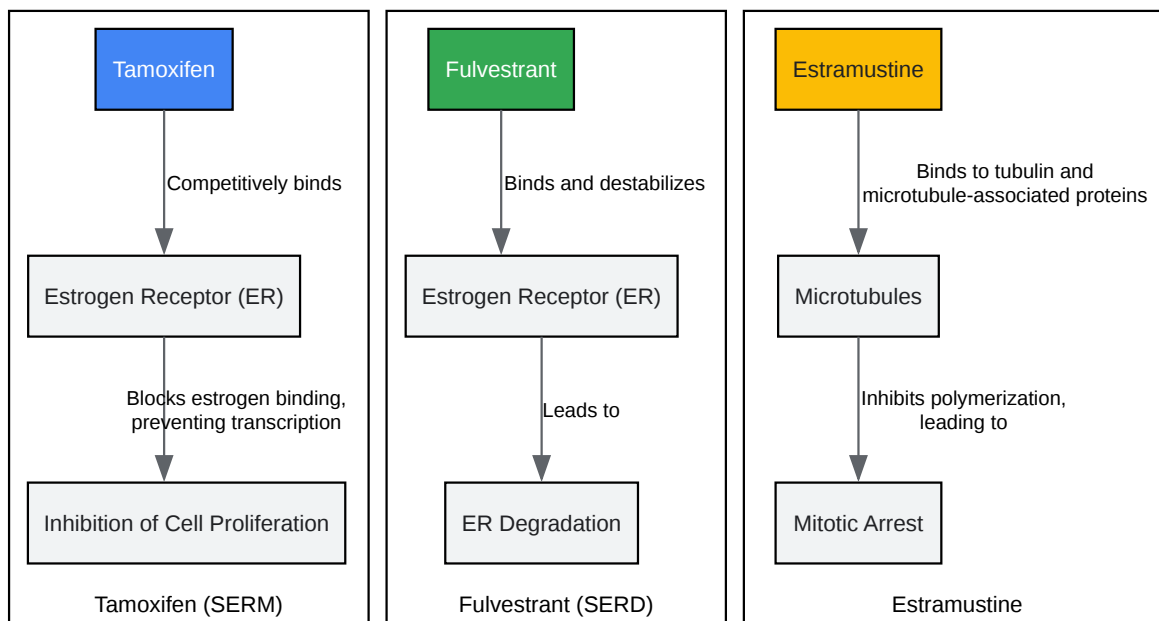 Tamoxifen
Competitively binds
Estrogen Receptor (ER)
Blocks estrogen binding,
preventing transcription
Inhibition of Cell Proliferation
Tamoxifen (SERM)
Fulvestrant
Binds and destabilizes
Estrogen Receptor (ER)
Leads to
ER Degradation
Fulvestrant (SERD)
Estramustine
Binds to tubulin and
microtubule-associated proteins
Microtubules
Inhibits polymerization,
leading to
Mitotic Arrest
Estramustine